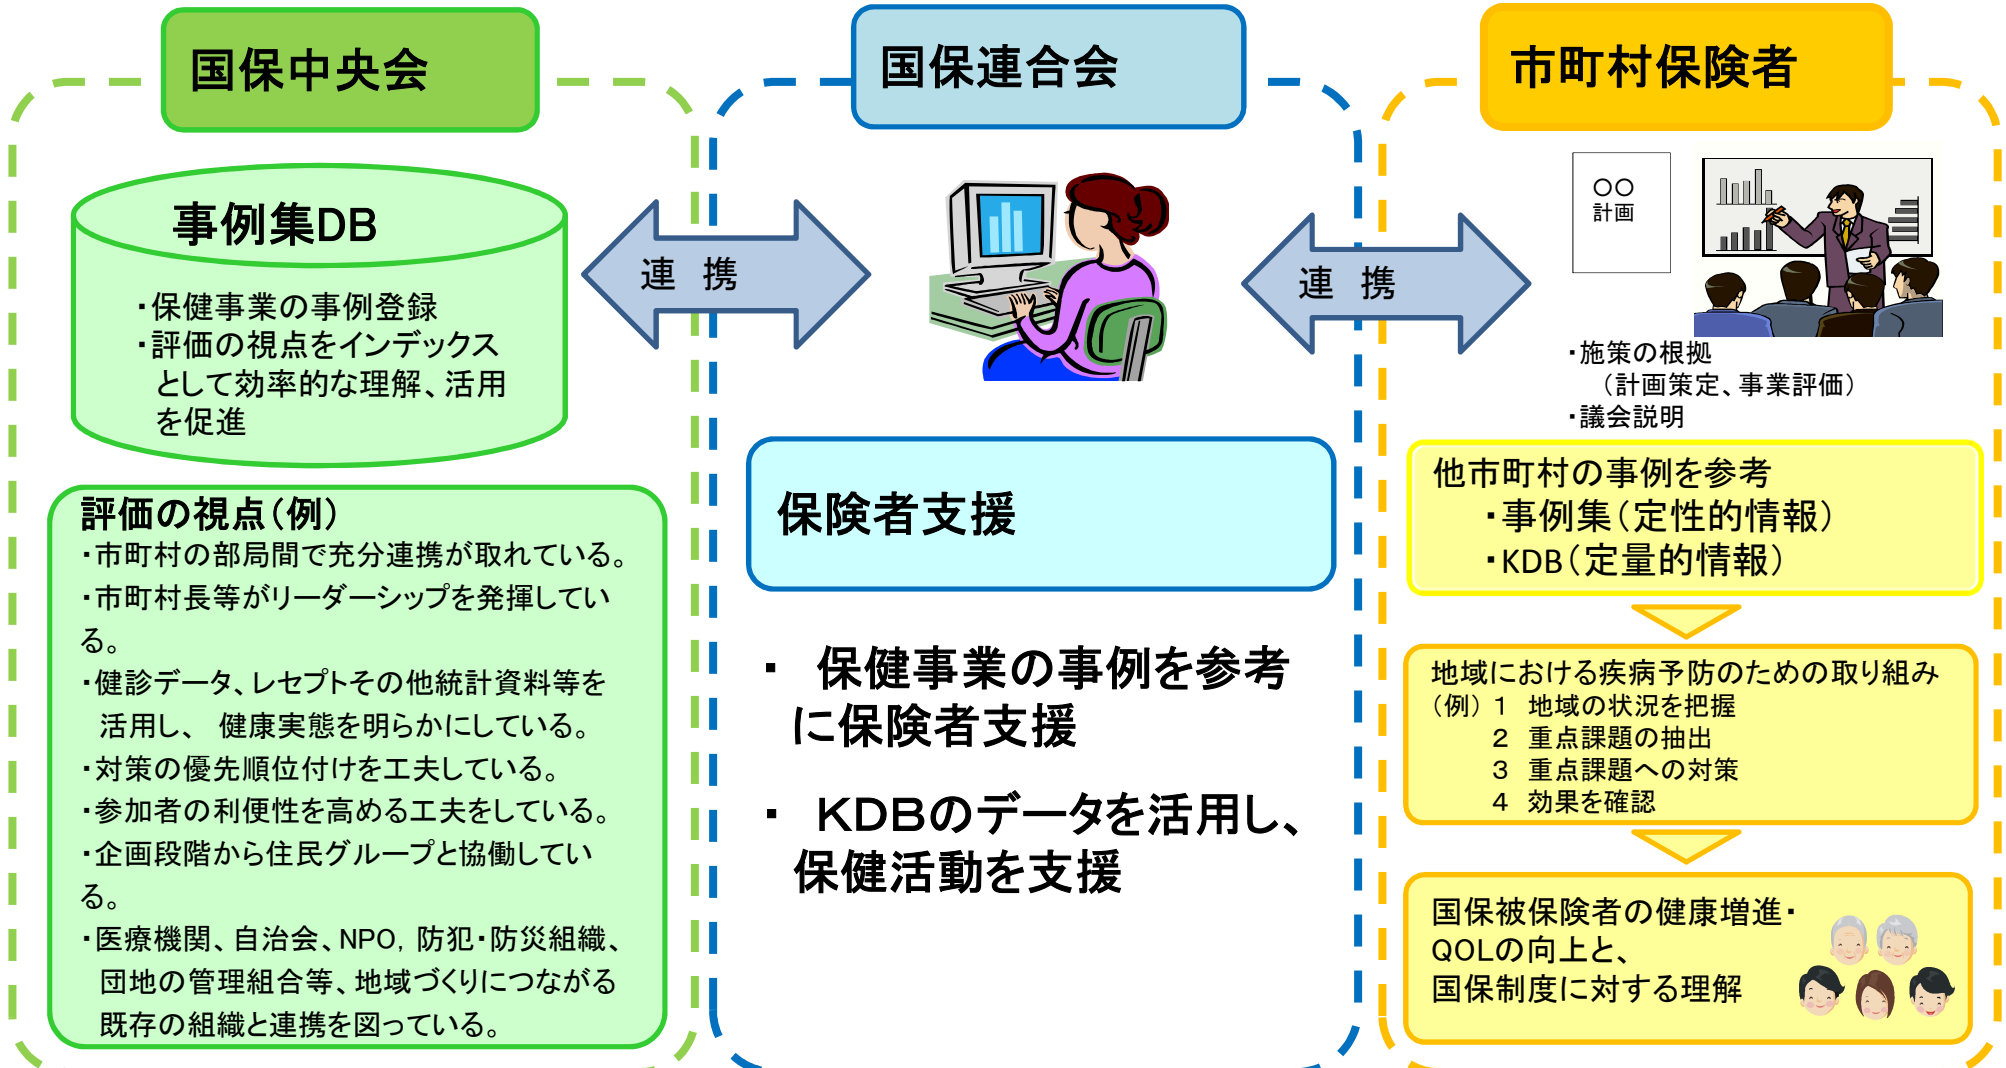 国保中央会
事例集DB
・保健事業の事例登録
・評価の視点をインデックス
として効率的な理解、活用
を促進
評価の視点（例）
・市町村の部局間で充分連携が取れている。
・市町村長等がリーダーシップを発揮してい
る。
・健診データ、レセプトその他統計資料等を
活用し、 健康実態を明らかにしている。
・対策の優先順位付けを工夫している。
・参加者の利便性を高める工夫をしている。
・企画段階から住民グループと協働してい
る。
・医療機関、自治会、NPO，防犯・防災組織、
団地の管理組合等、地域づくりにつながる
既存の組織と連携を図っている。
連 携
国保連合会
保険者支援
・ 保健事業の事例を参考
に保険者支援
・ KDBのデータを活用し、
保健活動を支援
連 携
市町村保険者
○○
計画
・施策の根拠
（計画策定、事業評価）
・議会説明
他市町村の事例を参考
・事例集（定性的情報）
・KDB（定量的情報）
地域における疾病予防のための取り組み
（例） 1 地域の状況を把握
2 重点課題の抽出
3 重点課題への対策
4 効果を確認
国保被保険者の健康増進・
QOLの向上と、
国保制度に対する理解